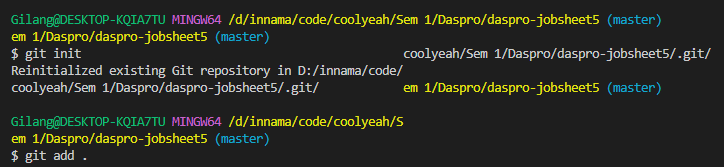 Gilang@DESKTOP-KQIA7TU MINGW64 /d/innama/code/coolyeah/Sem 1/Daspro/daspro-jobsheet5 (master)
em 1/Daspro/daspro-jobsheet5 (master)
$ git init coolyeah/Sem 1/Daspro/daspro-jobsheet5/.git/
Reinitialized existing Git repository in D:/innama/code/
coolyeah/Sem 1/Daspro/daspro-jobsheet5/.git/ em 1/Daspro/daspro-jobsheet5 (master)
Gilang@DESKTOP-KQIA7TU MINGW64 /d/innama/code/coolyeah/S
em 1/Daspro/daspro-jobsheet5 (master)
$ git add .